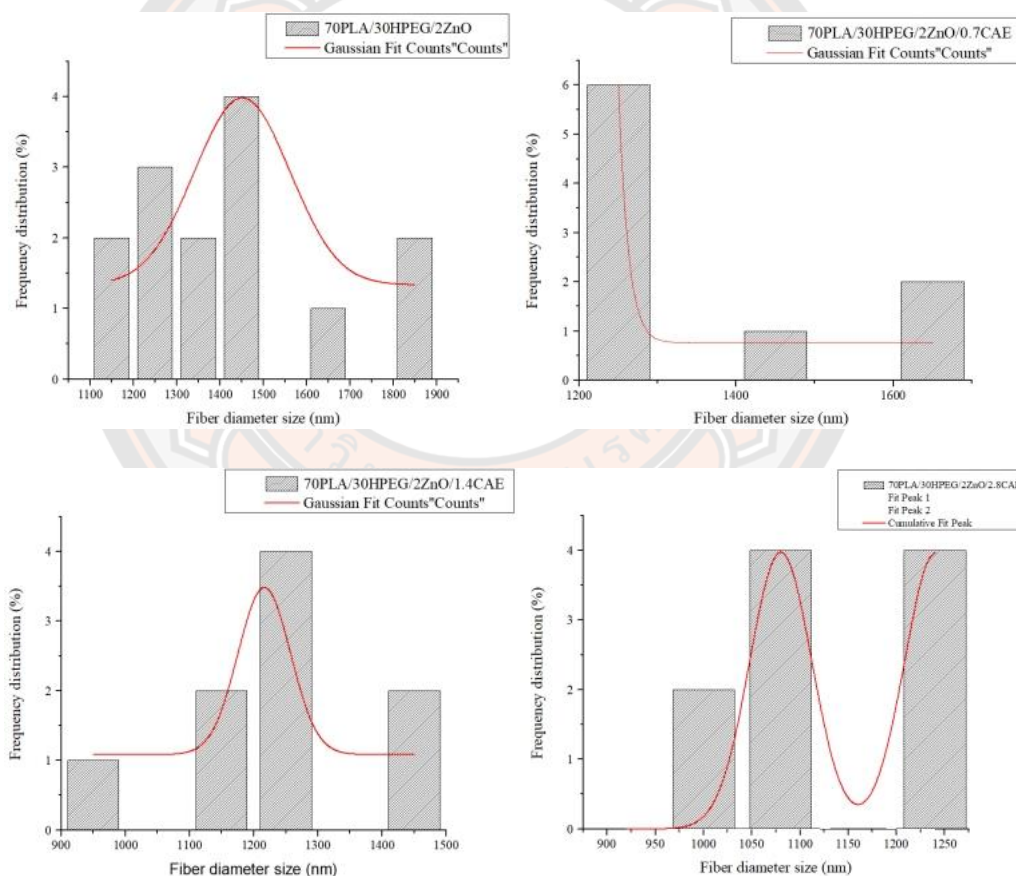 70PLA/30HPEG/2ZnO
Gaussian Fit Counts"Counts"
Frequency distribution (%)
4
3
2
1
0
1100 1200 1300 1400 1500 1600 1700 1800 1900
Fiber diameter size (nm)
70PLA/30HPEG/2ZnO/0.7CAE
Gaussian Fit Counts"Counts"
Frequency distribution (%)
6
5
4
3
2
1
0
1200 1400 1600
Fiber diameter size (nm)
70PLA/30HPEG/2ZnO/1.4CAE
Gaussian Fit Counts"Counts"
Frequency distribution (%)
4
3
2
1
0
900 1000 1100 1200 1300 1400 1500
Fiber diameter size (nm)
70PLA/30HPEG/2ZnO/2.8CAE
Fit Peak 1
Fit Peak 2
Cumulative Fit Peak
Frequency distribution (%)
4
3
2
1
0
900 950 1000 1050 1100 1150 1200 1250
Fiber diameter size (nm)